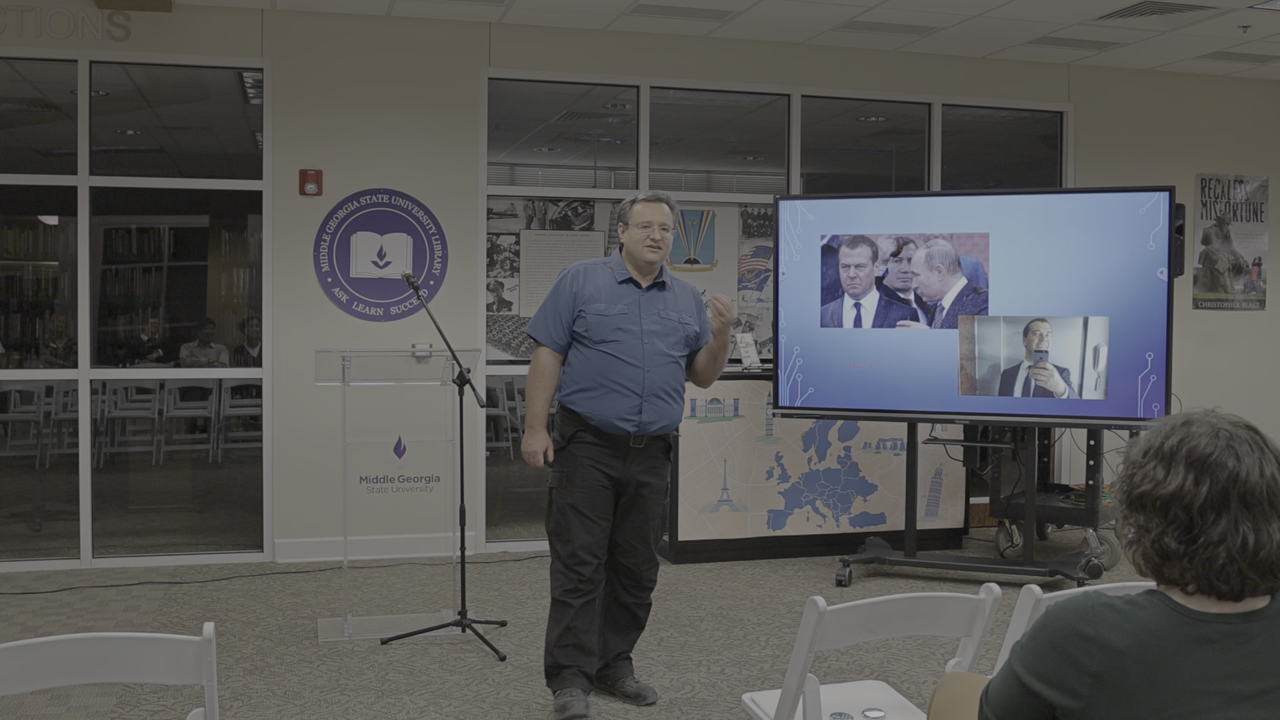 CTIONS
MIDDLE GEORGIA STATE UNIVERSITY LIBRARY
ASK LEARN SUCCEED
Middle Georgia
State University
RECKLESS
MISFORTUNE
CHRISTOPHER BLAKE